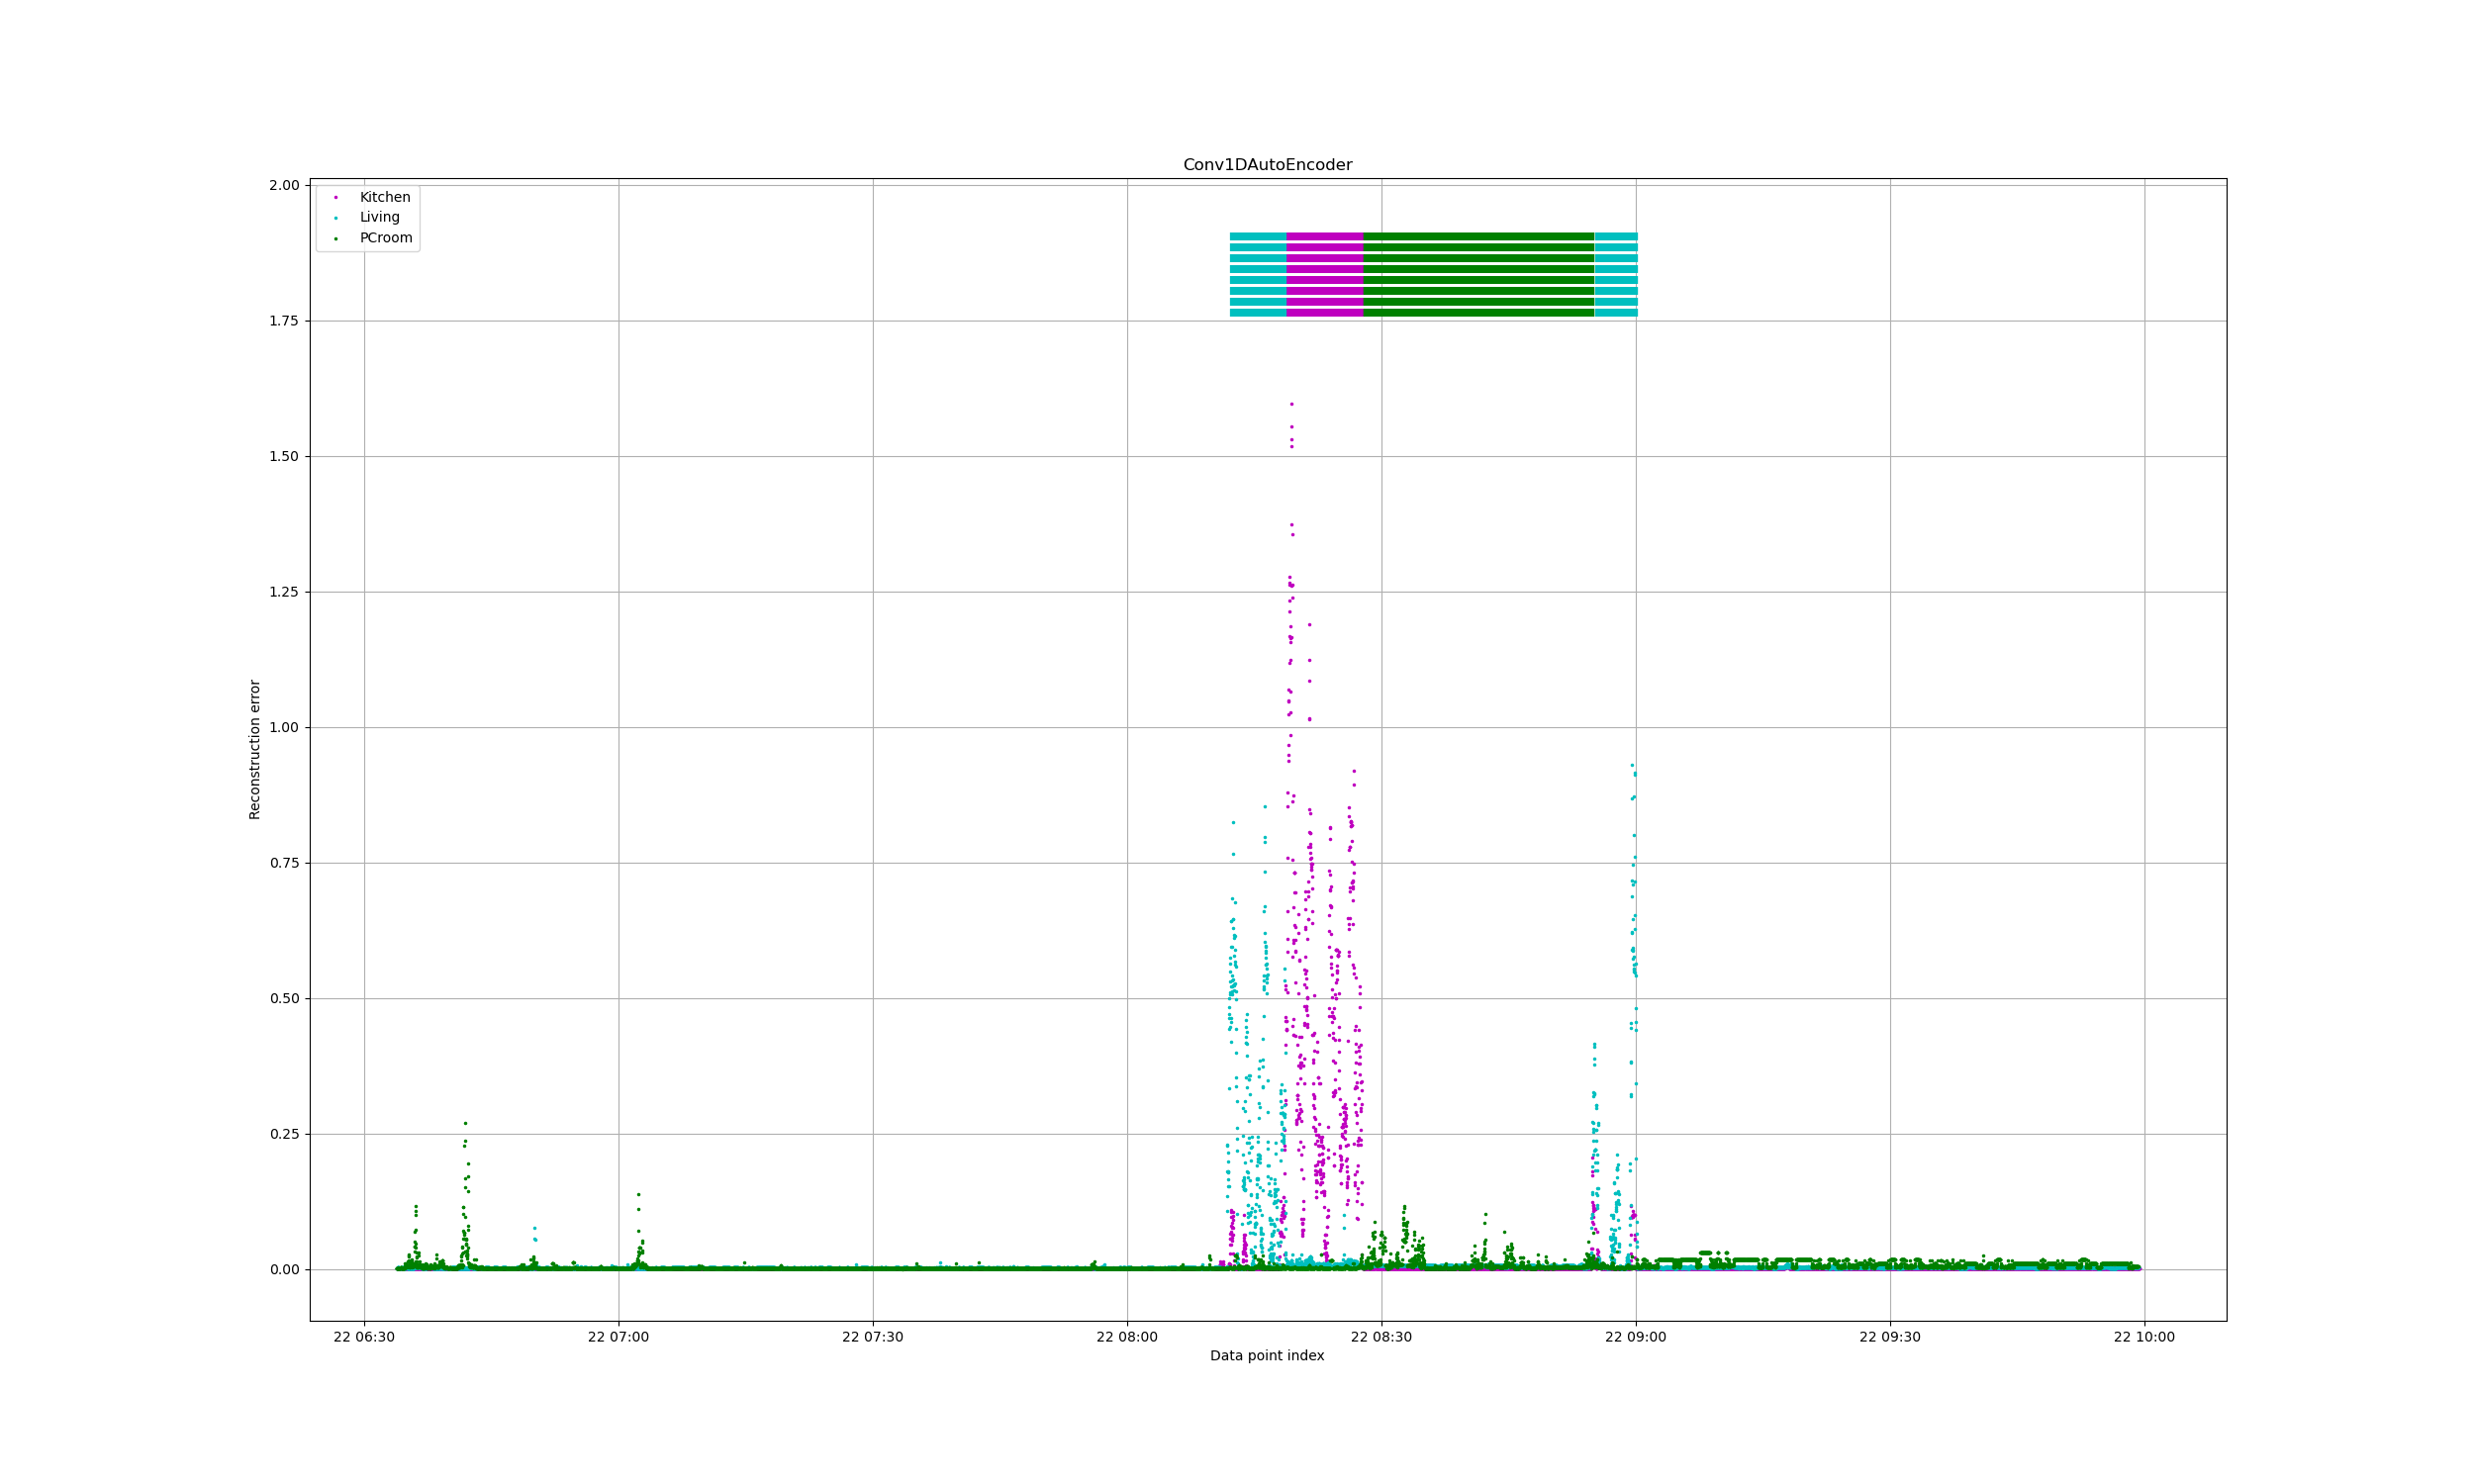 Conv1DAutoEncoder
2.00
1.75
1.50
1.25
1.00
0.75
0.50
0.25
0.00
Reconstruction error
Kitchen
Living
PCroom
22 06:30 22 07:00 22 07:30 22 08:00 22 08:30 22 09:00 22 09:30 22 10:00
Data point index